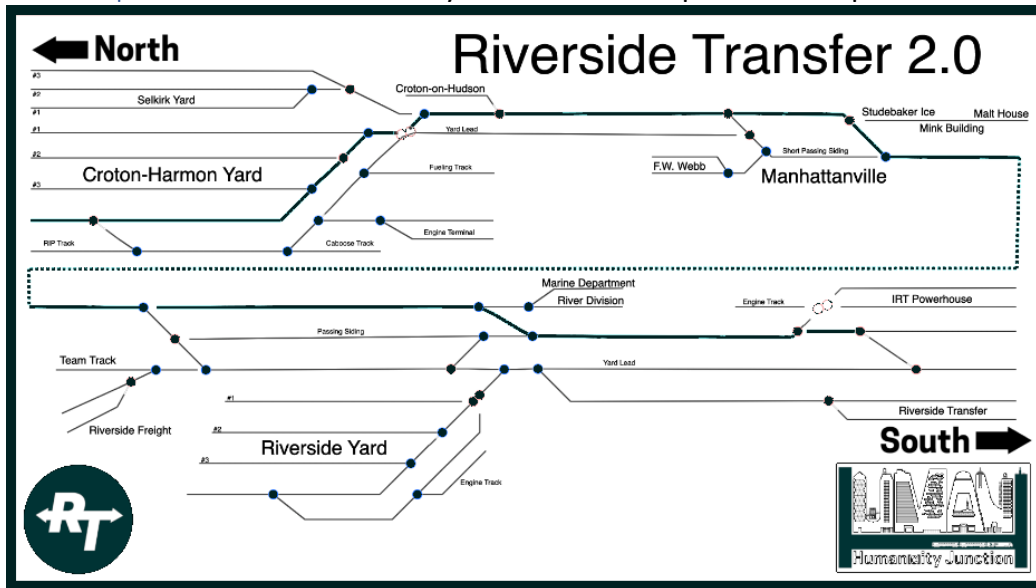 North
Riverside Transfer 2.0
#3
#2
Selkirk Yard
#1
Croton-on-Hudson
Studebaker Ice
Malt House
Mink Building
#1
Yard Lead
#2
Short Passing Siding
Croton-Harmon Yard
Fueling Track
F.W. Webb
Manhattanville
#3
Engine Terminal
RIP Track
Caboose Track
Marine Department
River Division
Engine Track
IRT Powerhouse
Passing Siding
Team Track
Yard Lead
#1
Riverside Freight
Riverside Transfer
#2
Riverside Yard
South
#3
Engine Track
RT